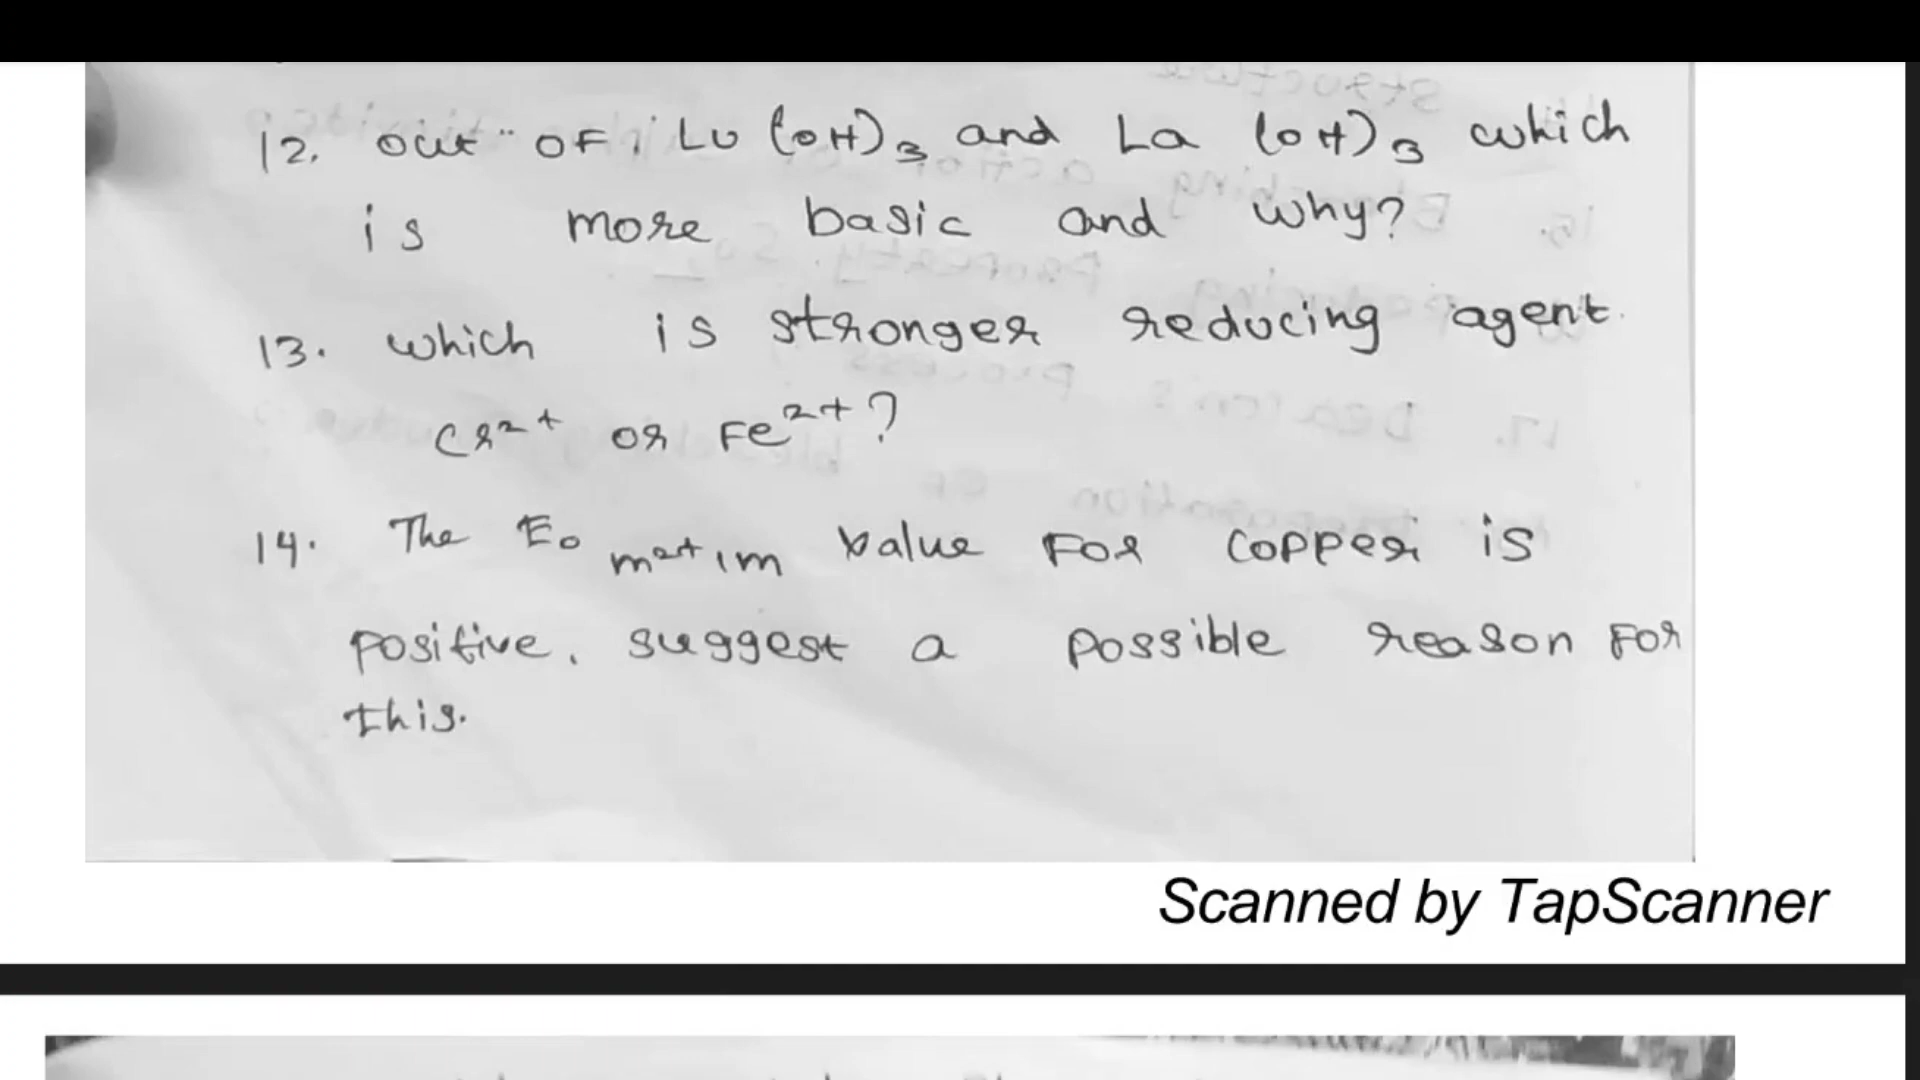 12. out of, Lu (OH)3 and La (OH)3 which
is more basic and why?
13. which is stronger reducing agent
Cr2+ or Fe2+?
14. The Eo m2+ 1m value For copper is
positive. suggest a possible reason For
this.
Scanned by TapScanner